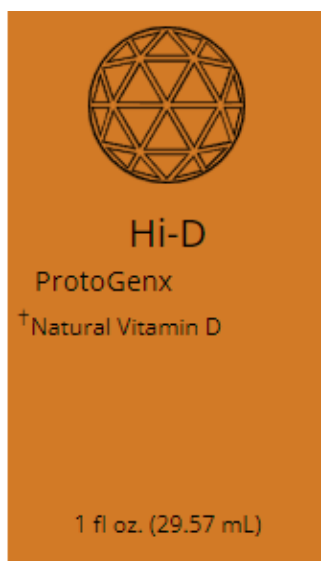 Hi-D
ProtoGenx
†Natural Vitamin D
1 fl oz. (29.57 mL)